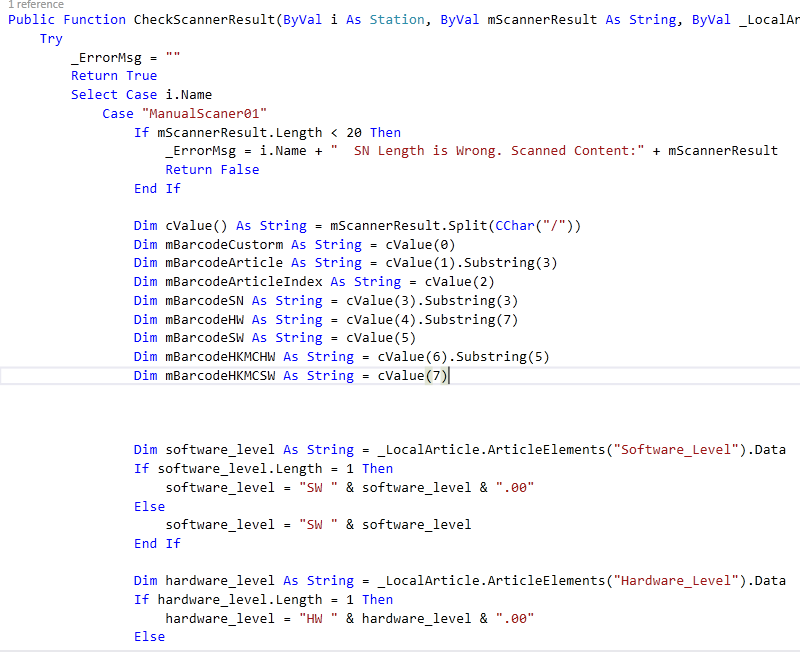 1 reference
Public Function CheckScannerResult(ByVal i As Station, ByVal mScannerResult As String, ByVal _LocalAr
Try
_ErrorMsg = ""
Return True
Select Case i.Name
Case "ManualScaner01"
If mScannerResult.Length < 20 Then
_ErrorMsg = i.Name + "  SN Length is Wrong. Scanned Content:" + mScannerResult
Return False
End If
Dim cValue() As String = mScannerResult.Split(CChar("/"))
Dim mBarcodeCustorm As String = cValue(0)
Dim mBarcodeArticle As String = cValue(1).Substring(3)
Dim mBarcodeArticleIndex As String = cValue(2)
Dim mBarcodeSN As String = cValue(3).Substring(3)
Dim mBarcodeHW As String = cValue(4).Substring(7)
Dim mBarcodeSW As String = cValue(5)
Dim mBarcodeHKMCHW As String = cValue(6).Substring(5)
Dim mBarcodeHKMCSW As String = cValue(7)
Dim software_level As String = _LocalArticle.ArticleElements("Software_Level").Data
If software_level.Length = 1 Then
software_level = "SW " & software_level & ".00"
Else
software_level = "SW " & software_level
End If
Dim hardware_level As String = _LocalArticle.ArticleElements("Hardware_Level").Data
If hardware_level.Length = 1 Then
hardware_level = "HW " & hardware_level & ".00"
Else